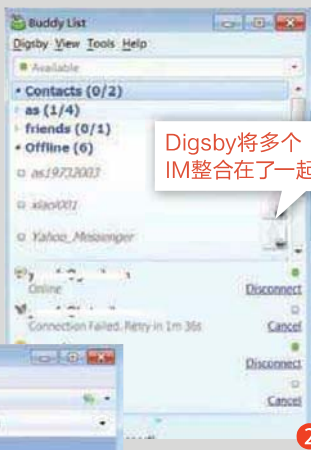 Buddy List
Digsby View Tools Help
Available
Contacts (0/2)
as (1/4)
friends (0/1)
Offline (6)
Digsby将多个
IM整合在了一起
as19732003
xiao001
Yahoo_Messenger
Online
Disconnect
Connection Failed. Retry in 1m 36s
Cancel
Disconnect
Cancel
2